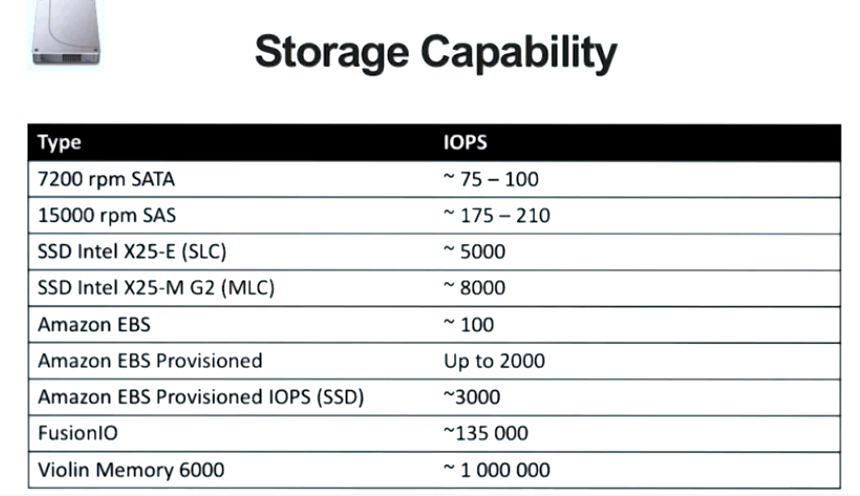 Storage Capability
Type IOPS
7200 rpm SATA ~ 75 – 100
15000 rpm SAS ~ 175 – 210
SSD Intel X25-E (SLC) ~ 5000
SSD Intel X25-M G2 (MLC) ~ 8000
Amazon EBS ~ 100
Amazon EBS Provisioned Up to 2000
Amazon EBS Provisioned IOPS (SSD) ~3000
FusionIO ~135 000
Violin Memory 6000 ~ 1 000 000